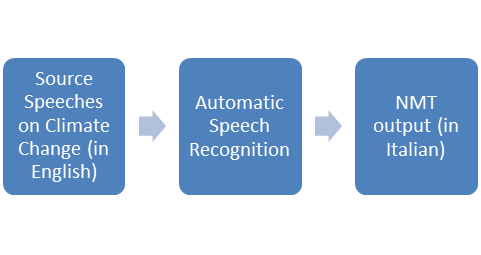 Source
Speeches
on Climate
Change (in
English)
Automatic
Speech
Recognition
NMT
output (in
Italian)